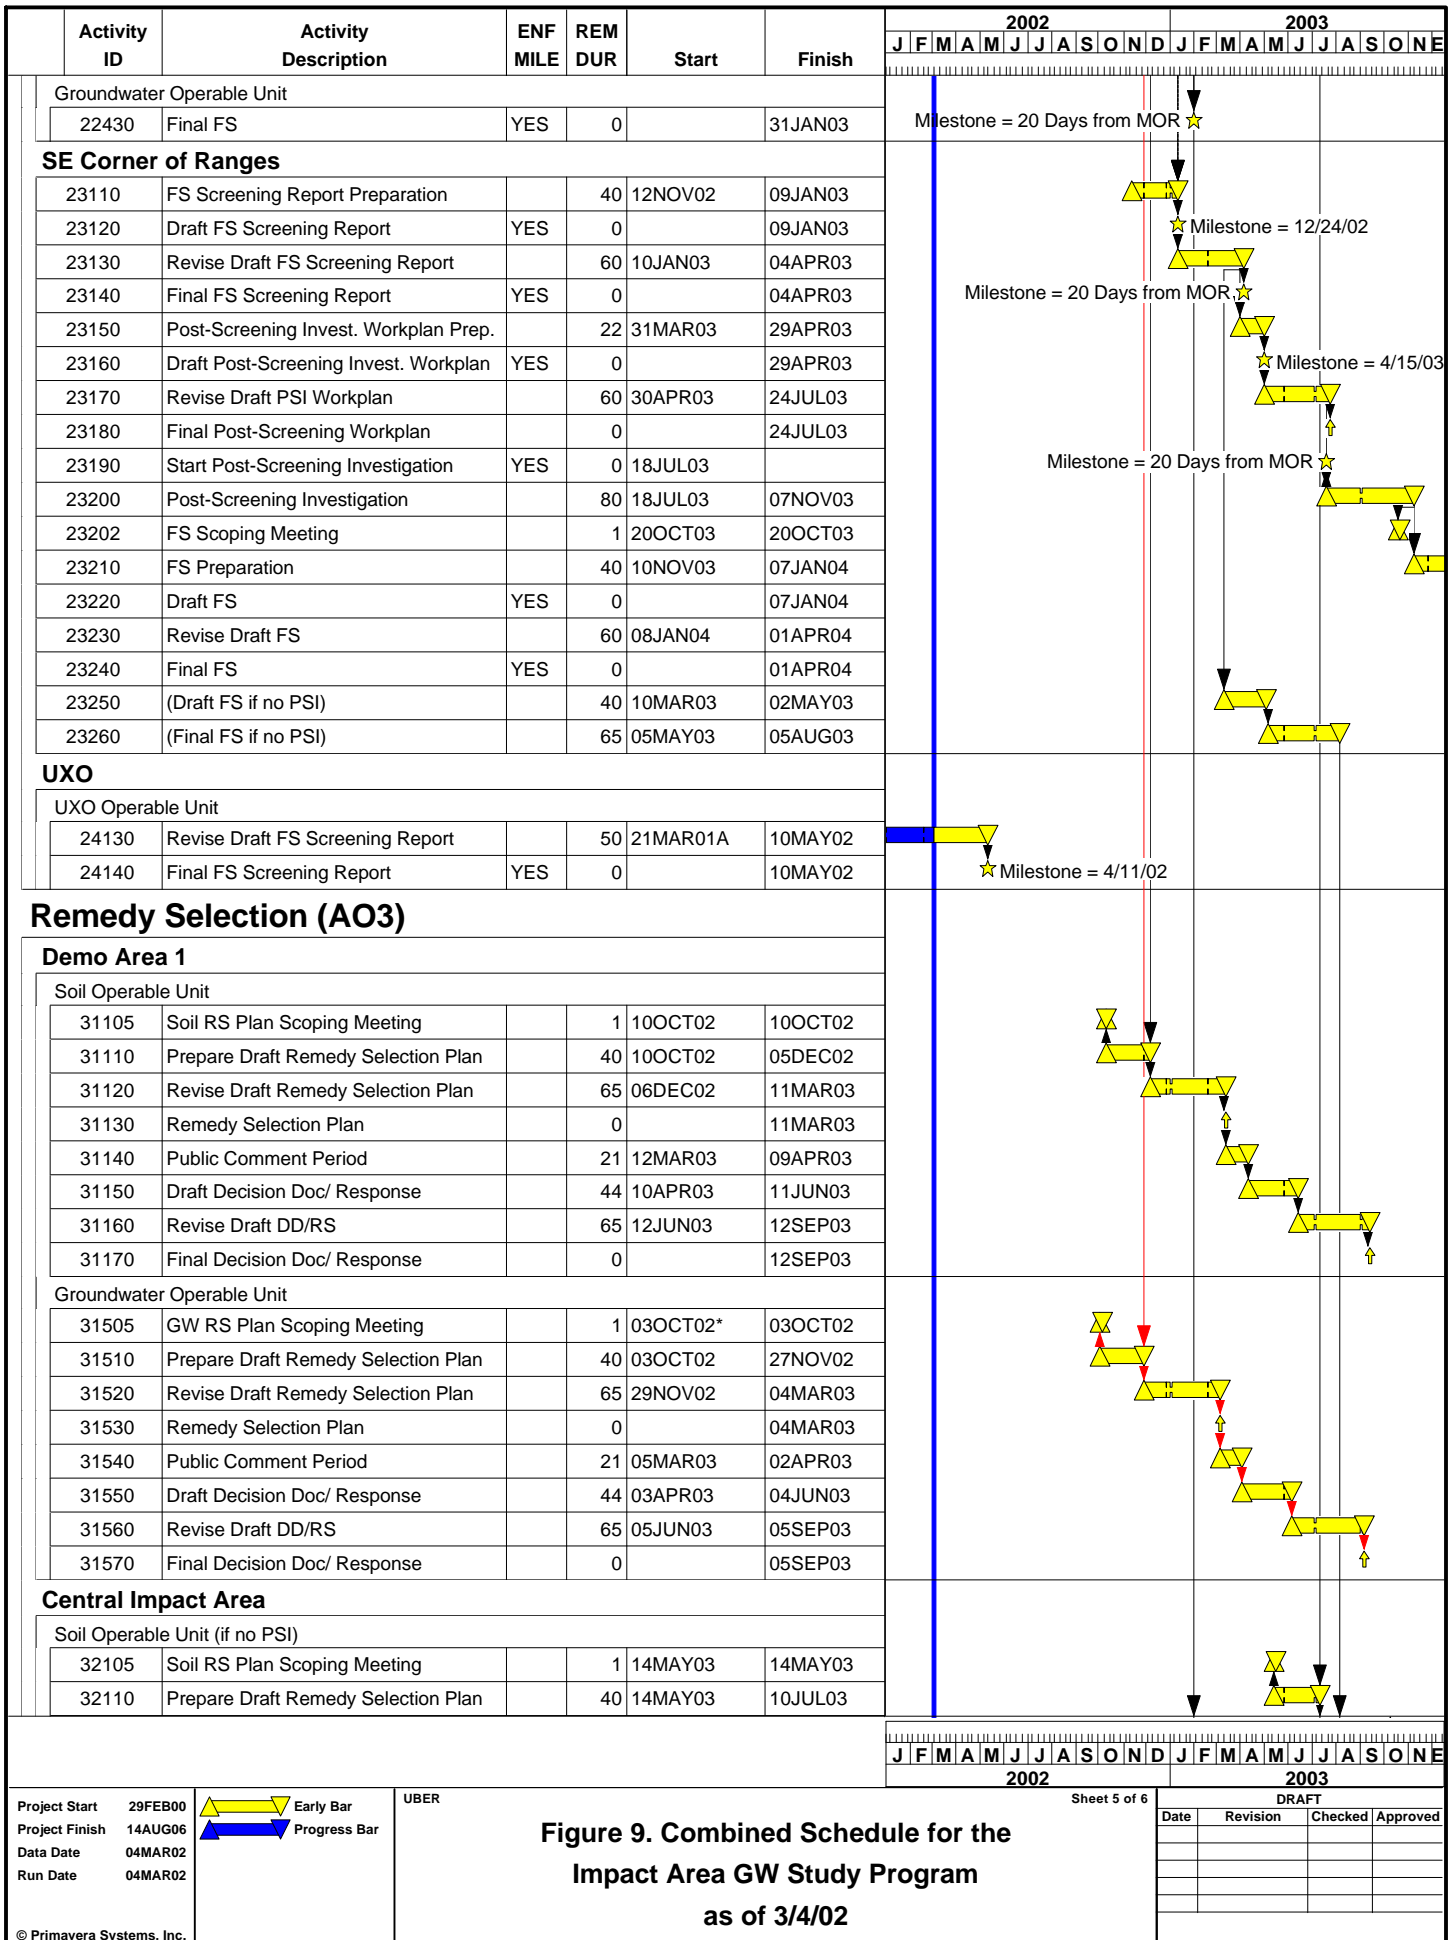 Activity ID Activity Description ENF MILE REM DUR Start Finish 2002 2003
J F M A M J J A S O N D J F M A M J J A S O N E
Groundwater Operable Unit
22430 Final FS YES 0 31JAN03 Milestone = 20 Days from MOR
SE Corner of Ranges
23110 FS Screening Report Preparation 40 12NOV02 09JAN03
23120 Draft FS Screening Report YES 0 09JAN03 Milestone = 12/24/02
23130 Revise Draft FS Screening Report 60 10JAN03 04APR03
23140 Final FS Screening Report YES 0 04APR03 Milestone = 20 Days from MOR
23150 Post-Screening Invest. Workplan Prep. 22 31MAR03 29APR03
23160 Draft Post-Screening Invest. Workplan YES 0 29APR03 Milestone = 4/15/03
23170 Revise Draft PSI Workplan 60 30APR03 24JUL03
23180 Final Post-Screening Workplan 0 24JUL03
23190 Start Post-Screening Investigation YES 0 18JUL03 Milestone = 20 Days from MOR
23200 Post-Screening Investigation 80 18JUL03 07NOV03
23202 FS Scoping Meeting 1 20OCT03 20OCT03
23210 FS Preparation 40 10NOV03 07JAN04
23220 Draft FS YES 0 07JAN04
23230 Revise Draft FS 60 08JAN04 01APR04
23240 Final FS YES 0 01APR04
23250 (Draft FS if no PSI) 40 10MAR03 02MAY03
23260 (Final FS if no PSI) 65 05MAY03 05AUG03
UXO
UXO Operable Unit
24130 Revise Draft FS Screening Report 50 21MAR01A 10MAY02
24140 Final FS Screening Report YES 0 10MAY02 Milestone = 4/11/02
Remedy Selection (AO3)
Demo Area 1
Soil Operable Unit
31105 Soil RS Plan Scoping Meeting 1 10OCT02 10OCT02
31110 Prepare Draft Remedy Selection Plan 40 10OCT02 05DEC02
31120 Revise Draft Remedy Selection Plan 65 06DEC02 11MAR03
31130 Remedy Selection Plan 0 11MAR03
31140 Public Comment Period 21 12MAR03 09APR03
31150 Draft Decision Doc/ Response 44 10APR03 11JUN03
31160 Revise Draft DD/RS 65 12JUN03 12SEP03
31170 Final Decision Doc/ Response 0 12SEP03
Groundwater Operable Unit
31505 GW RS Plan Scoping Meeting 1 03OCT02* 03OCT02
31510 Prepare Draft Remedy Selection Plan 40 03OCT02 27NOV02
31520 Revise Draft Remedy Selection Plan 65 29NOV02 04MAR03
31530 Remedy Selection Plan 0 04MAR03
31540 Public Comment Period 21 05MAR03 02APR03
31550 Draft Decision Doc/ Response 44 03APR03 04JUN03
31560 Revise Draft DD/RS 65 05JUN03 05SEP03
31570 Final Decision Doc/ Response 0 05SEP03
Central Impact Area
Soil Operable Unit (if no PSI)
32105 Soil RS Plan Scoping Meeting 1 14MAY03 14MAY03
32110 Prepare Draft Remedy Selection Plan 40 14MAY03 10JUL03
J F M A M J J A S O N D J F M A M J J A S O N E
2002 2003
Project Start 29FEB00
Project Finish 14AUG06
Data Date 04MAR02
Run Date 04MAR02
© Primavera Systems, Inc.
Early Bar
Progress Bar
UBER
Sheet 5 of 6
Figure 9. Combined Schedule for the
Impact Area GW Study Program
as of 3/4/02
DRAFT
Date Revision Checked Approved